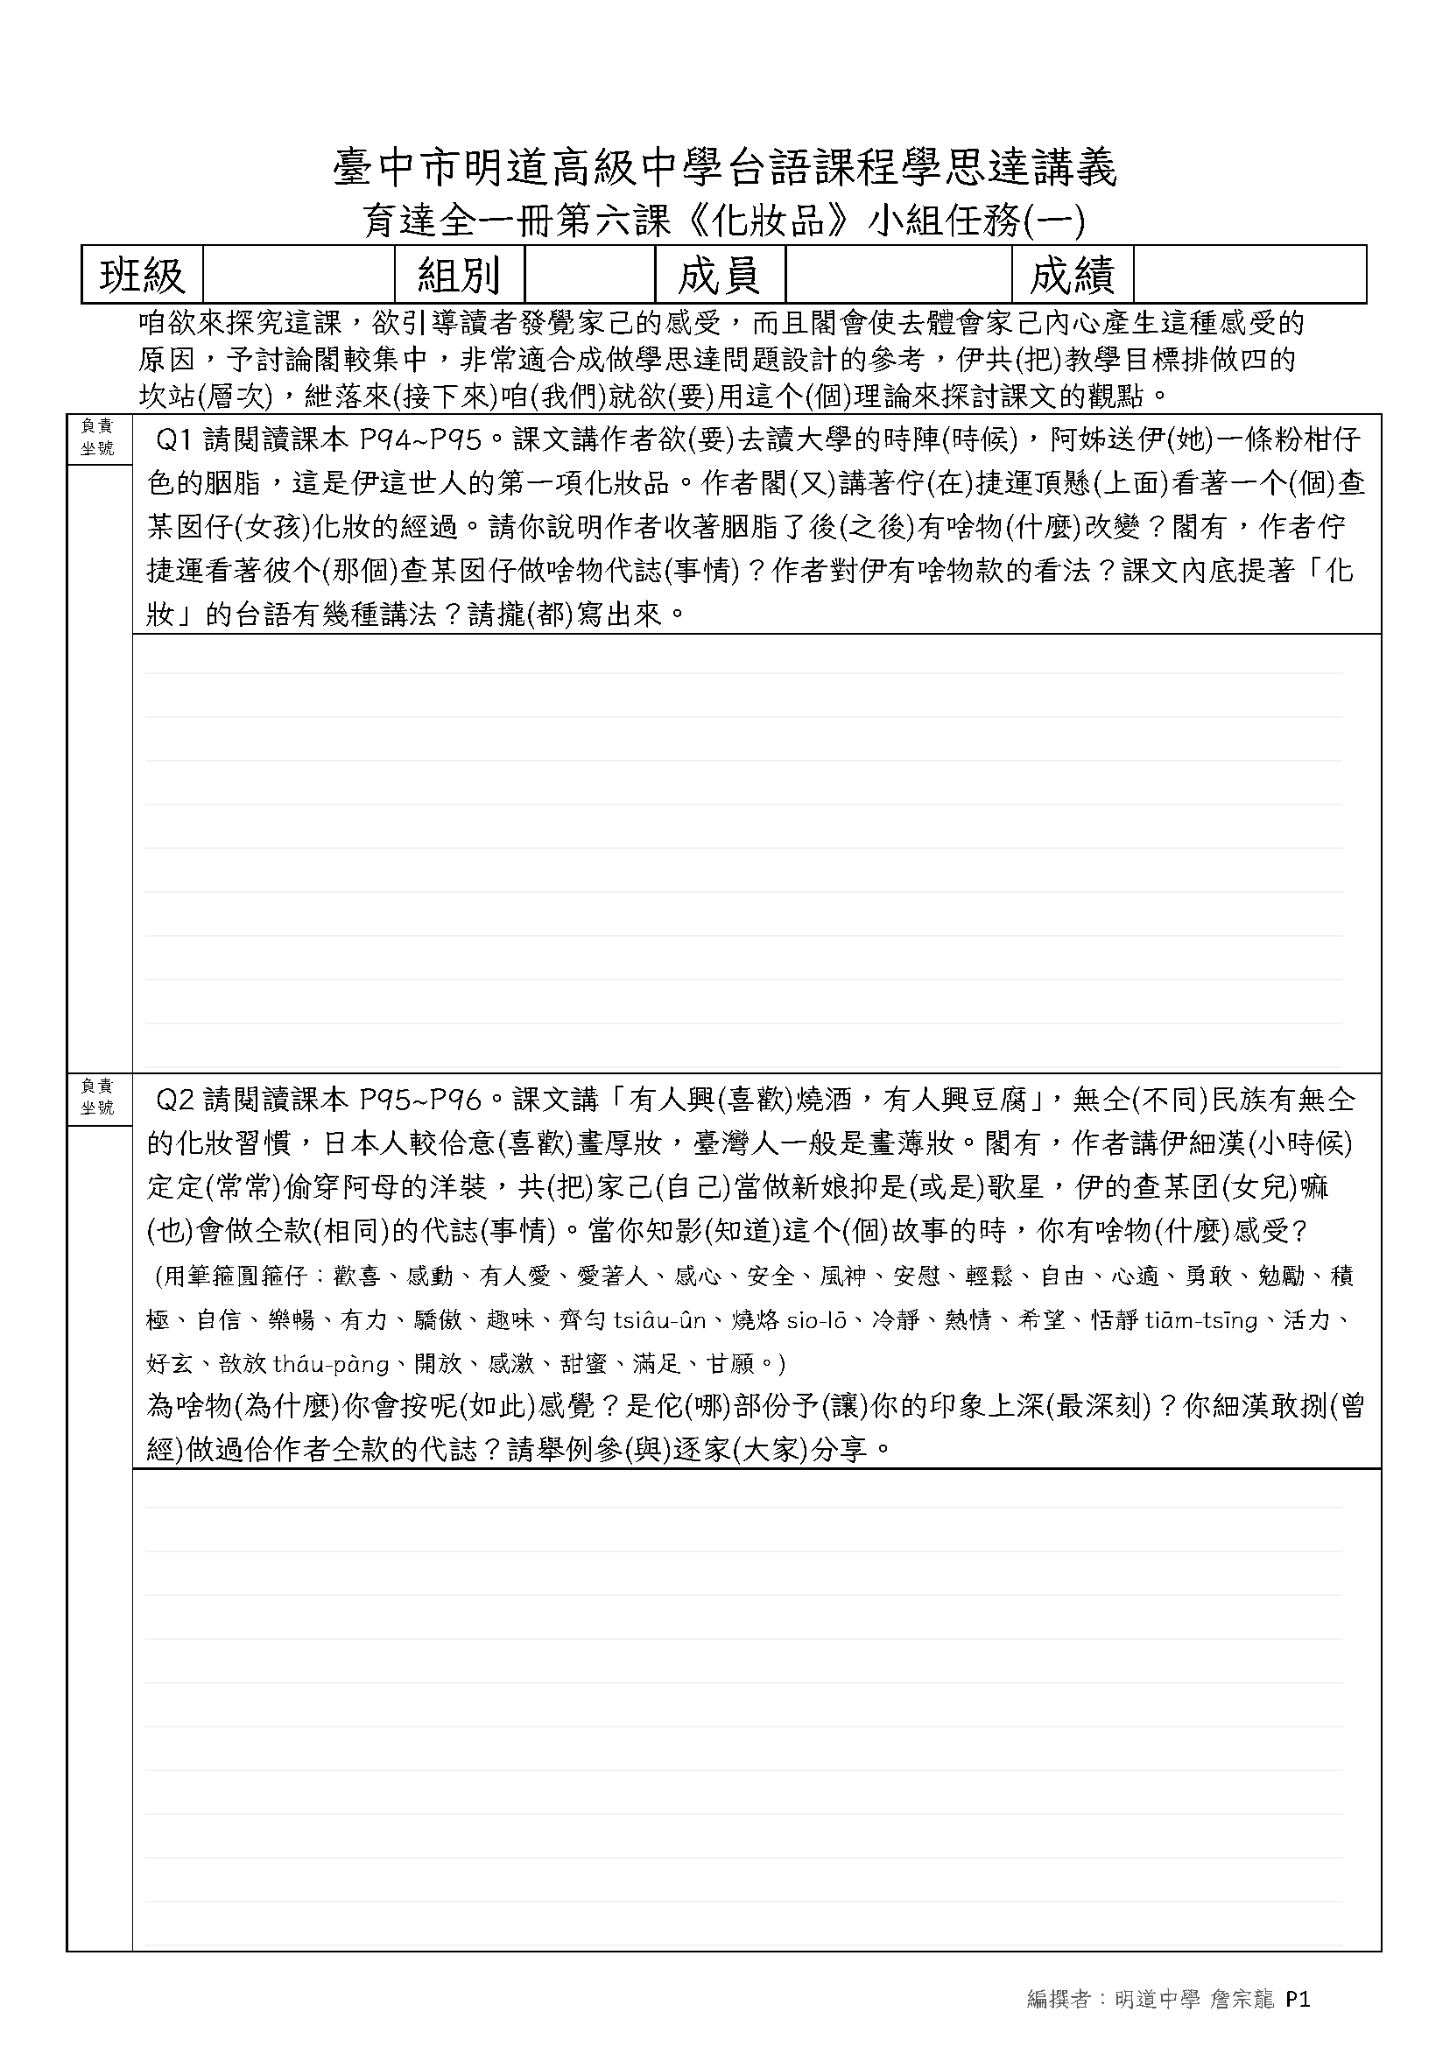 臺中市明道高級中學台語課程學思達講義
育達全一冊第六課《化妝品》小組任務(一)
班級 組別 成員 成績
咱欲來探究這課，欲引導讀者發覺家己的感受，而且閣會使去體會家己內心產生這種感受的
原因，予討論閣較集中，非常適合成做學思達問題設計的參考，伊共(把)教學目標排做四的
坎站(層次)，紲落來(接下來)咱(我們)就欲(要)用這个(個)理論來探討課文的觀點。
負責
坐號
Q1 請閱讀課本 P94~P95。課文講作者欲(要)去讀大學的時陣(時候)，阿姊送伊(她)一條粉柑仔
色的胭脂，這是伊這世人的第一項化妝品。作者閣(又)講著佇(在)捷運頂懸(上面)看著一个(個)查
某囡仔(女孩)化妝的經過。請你說明作者收著胭脂了後(之後)有啥物(什麼)改變？閣有，作者佇
捷運看著彼个(那個)查某囡仔做啥物代誌(事情)？作者對伊有啥物款的看法？課文內底提著「化
妝」的台語有幾種講法？請攏(都)寫出來。
負責
坐號
Q2 請閱讀課本 P95~P96。課文講「有人興(喜歡)燒酒，有人興豆腐」，無仝(不同)民族有無仝
的化妝習慣，日本人較佮意(喜歡)畫厚妝，臺灣人一般是畫薄妝。閣有，作者講伊細漢(小時候)
定定(常常)偷穿阿母的洋裝，共(把)家己(自己)當做新娘抑是(或是)歌星，伊的查某囝(女兒)嘛
(也)會做仝款(相同)的代誌(事情)。當你知影(知道)這个(個)故事的時，你有啥物(什麼)感受?
(用筆箍圓箍仔：歡喜、感動、有人愛、愛著人、感心、安全、風神、安慰、輕鬆、自由、心適、勇敢、勉勵、積
極、自信、樂暢、有力、驕傲、趣味、齊勻 tsiâu-ûn、燒烙 sio-lō、冷靜、熱情、希望、恬靜 tiām-tsīng、活力、
好玄、敨放 tháu-pàng、開放、感激、甜蜜、滿足、甘願。)
為啥物(為什麼)你會按呢(如此)感覺？是佗(哪)部份予(讓)你的印象上深(最深刻)？你細漢敢捌(曾
經)做過佮作者仝款的代誌？請舉例參(與)逐家(大家)分享。
編撰者：明道中學 詹宗龍 P1